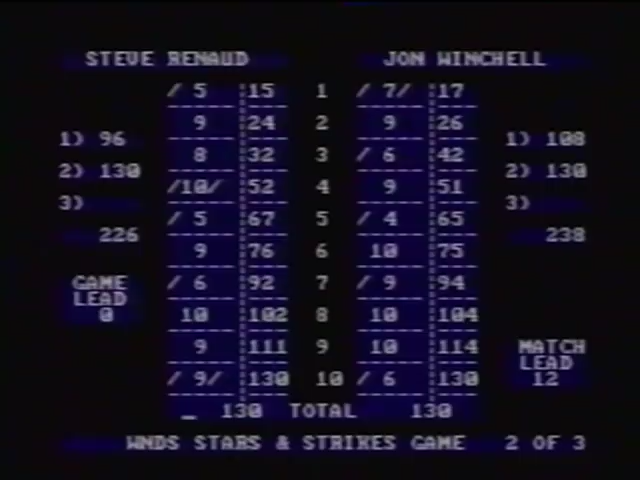 STEVE RENAUD JON WINCHELL
/ 5 15 1 / 7/ 17
9 24 2 9 26
1) 96 1) 108
8 32 3 / 6 42
2) 130 2) 130
/10/ 52 4 9 51
3) 3)
/ 5 67 5 / 4 65
226 238
9 76 6 10 75
GAME / 6 92 7 / 9 94
LEAD
0 10 102 8 10 104
9 111 9 10 114 MATCH
LEAD
/ 9/ 130 10 / 6 130 12
_ 130 TOTAL 130
WNDS STARS & STRIKES GAME 2 OF 3